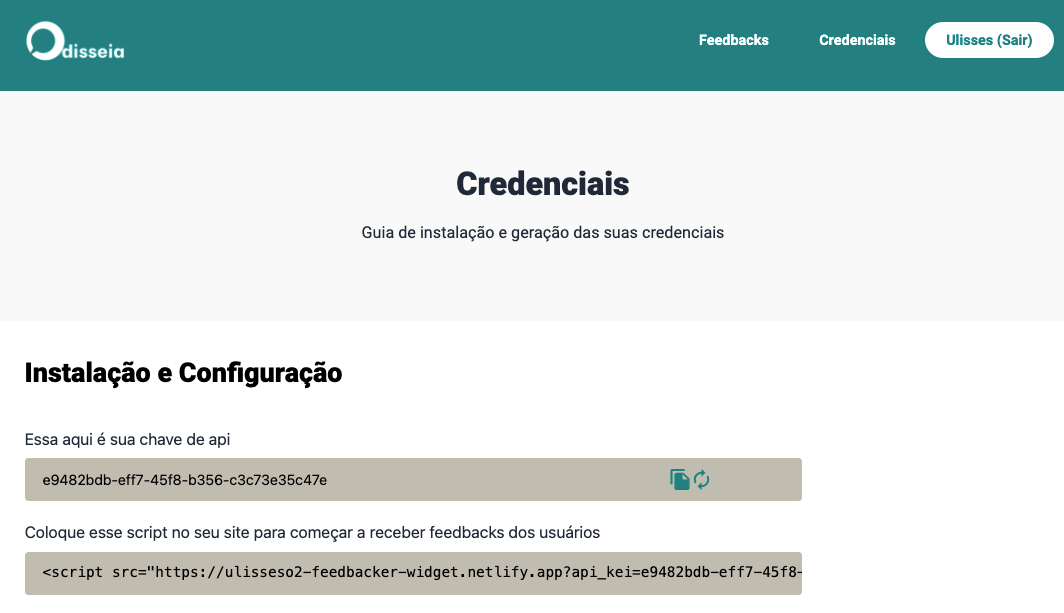 Odisseia
Feedbacks
Credenciais
Ulisses (Sair)
Credenciais
Guia de instalação e geração das suas credenciais
Instalação e Configuração
Essa aqui é sua chave de api
e9482bdb-eff7-45f8-b356-c3c73e35c47e
Coloque esse script no seu site para começar a receber feedbacks dos usuários
<script src="https://ulisseso2-feedbacker-widget.netlify.app?api_kei=e9482bdb-eff7-45f8-